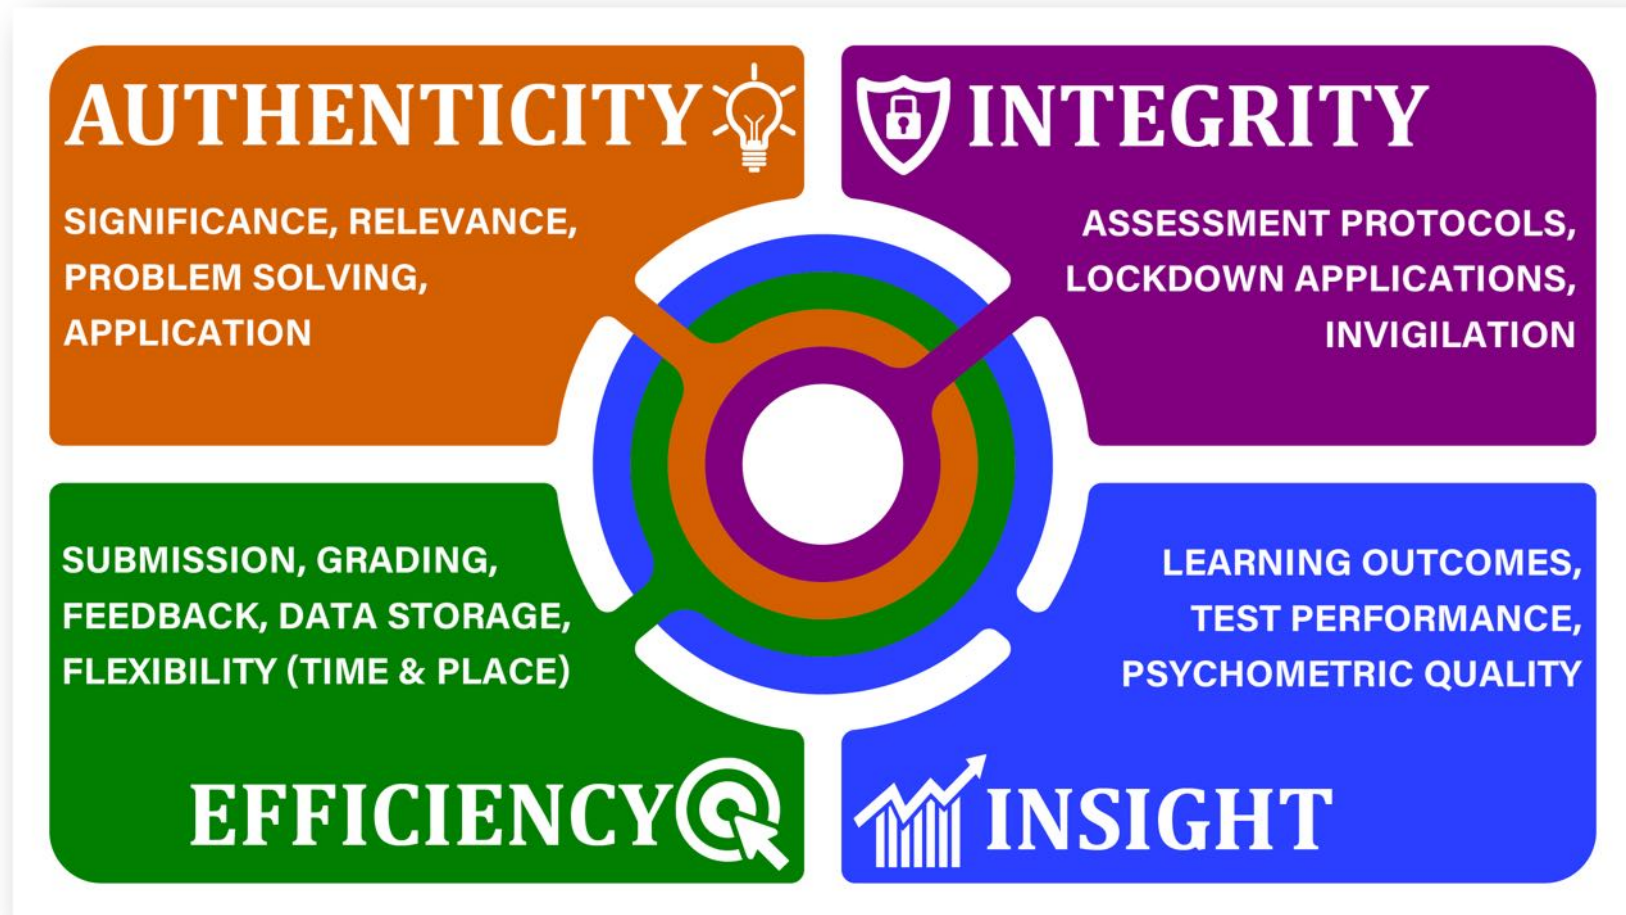 AUTHENTICITY
SIGNIFICANCE, RELEVANCE,
PROBLEM SOLVING,
APPLICATION
INTEGRITY
ASSESSMENT PROTOCOLS,
LOCKDOWN APPLICATIONS,
INVIGILATION
SUBMISSION, GRADING,
FEEDBACK, DATA STORAGE,
FLEXIBILITY (TIME & PLACE)
EFFICIENCY
LEARNING OUTCOMES,
TEST PERFORMANCE,
PSYCHOMETRIC QUALITY
INSIGHT